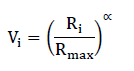 V_i = (R_i / R_max)^∝